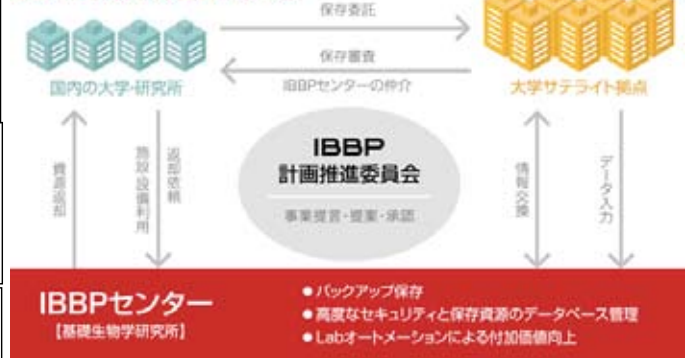 保存委託
保存審査
IBBPセンターの仲介
国内の大学・研究所
大学サテライト拠点
資源返却
施設・設備利用
返却依頼
IBBP
計画推進委員会
事業提言・提案・承認
情報交換
データ入力
IBBPセンター
【基礎生物学研究所】
●バックアップ保存
●高度なセキュリティと保存資源のデータベース管理
●Labオートメーションによる付加価値向上